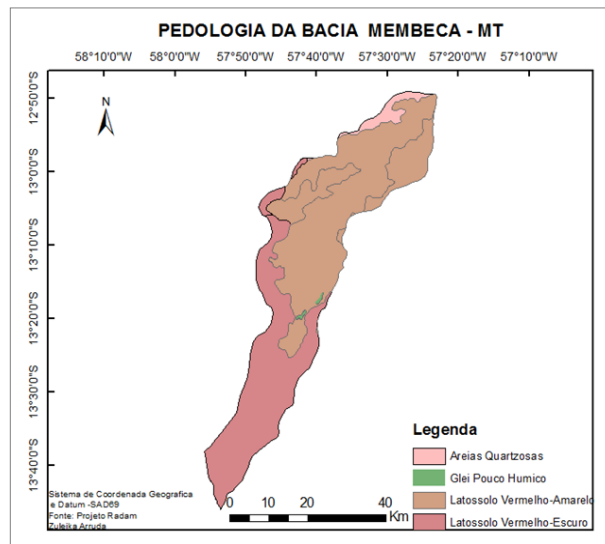 PEDOLOGIA DA BACIA MEMBECA - MT
58°10'0"W 58°0'0"W 57°50'0"W 57°40'0"W 57°30'0"W 57°20'0"W 57°10'0"W
12°50'0"S
N
13°0'0"S
13°10'0"S
13°20'0"S
13°30'0"S
13°40'0"S
Legenda
Areias Quartzosas
Glei Pouco Humico
Latossolo Vermelho-Amarelo
Latossolo Vermelho-Escuro
Sistema de Coordenada Geografica
e Datum -SAD69
Fonte: Projeto Radam
Zuleika Arruda
0 5 10 20 40
Km